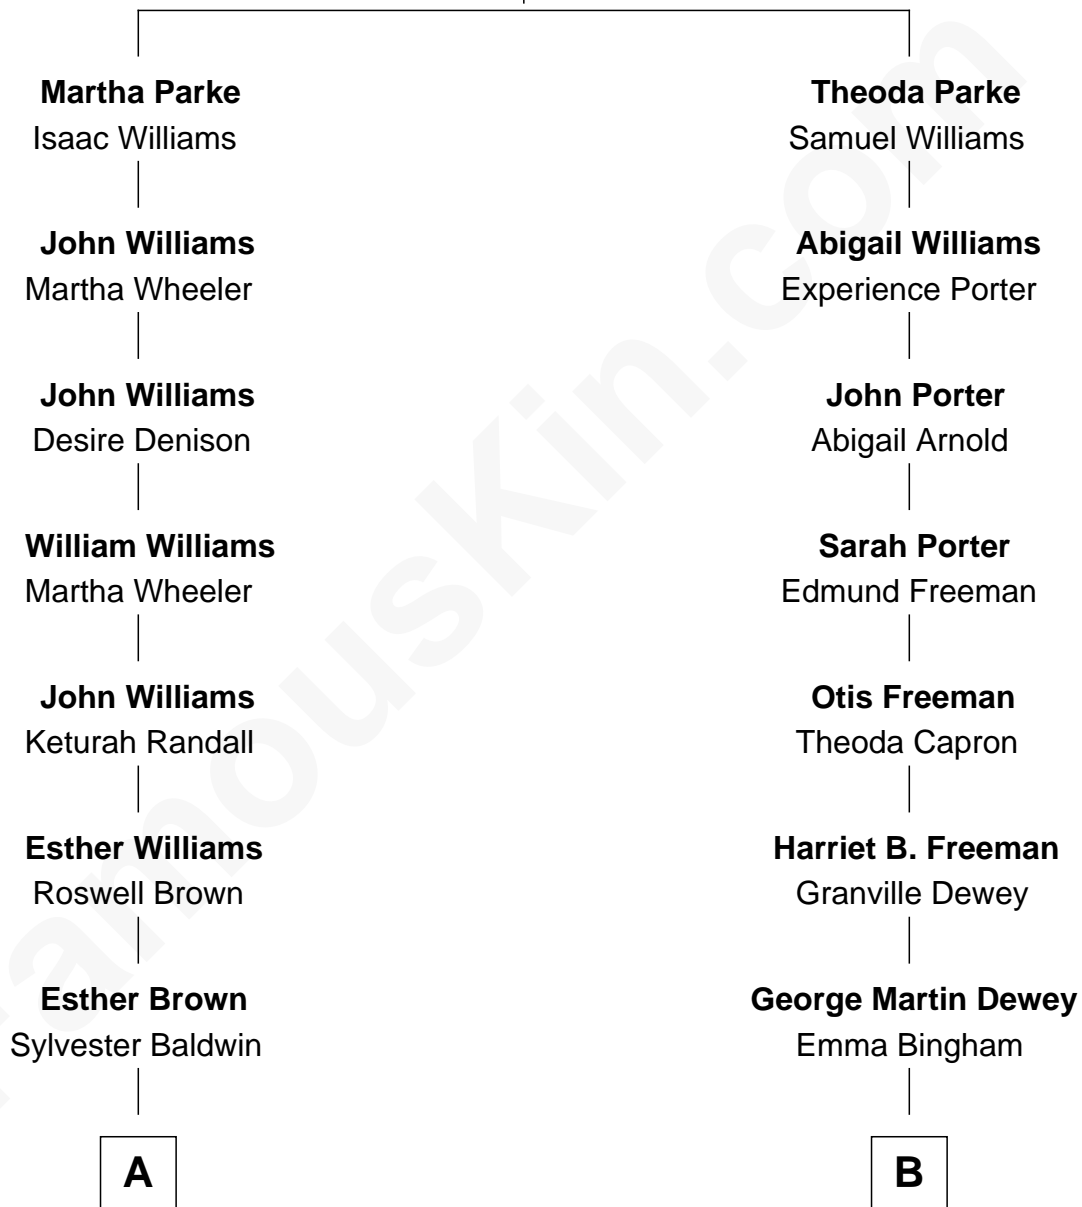 Martha Parke
Isaac Williams
John Williams
Martha Wheeler
John Williams
Desire Denison
William Williams
Martha Wheeler
John Williams
Keturah Randall
Esther Williams
Roswell Brown
Esther Brown
Sylvester Baldwin
A
Theoda Parke
Samuel Williams
Abigail Williams
Experience Porter
John Porter
Abigail Arnold
Sarah Porter
Edmund Freeman
Otis Freeman
Theoda Capron
Harriet B. Freeman
Granville Dewey
George Martin Dewey
Emma Bingham
B
FamousKin.com